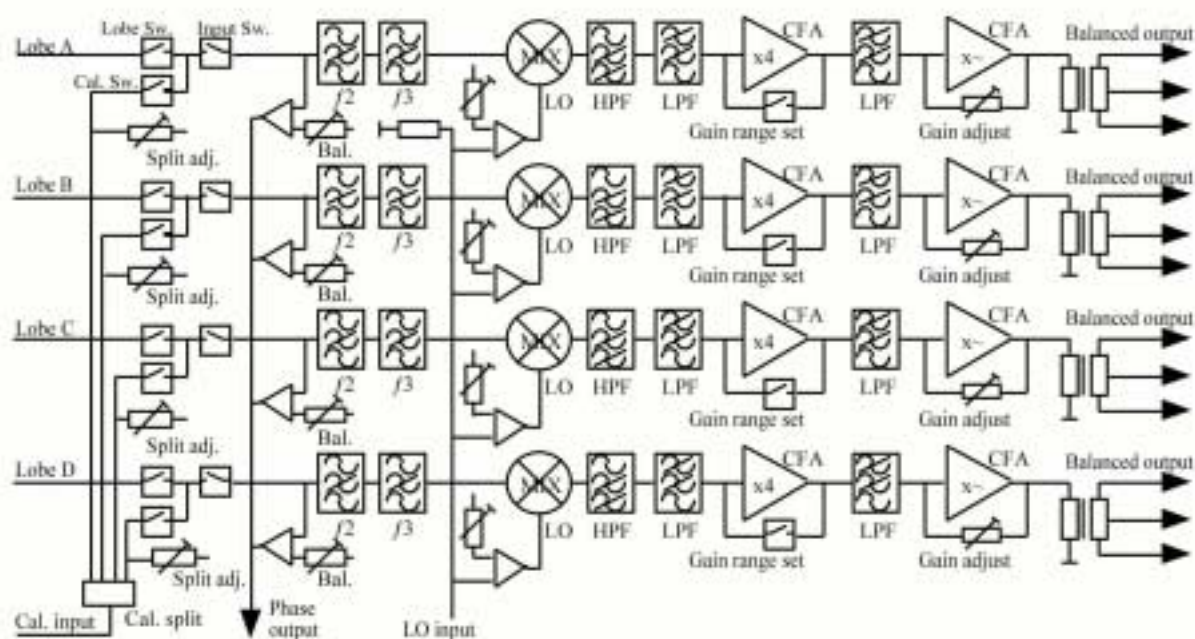 Lobe Sw. Input Sw.
Lobe A
MIX
x4
CFA
x~
CFA
Balanced output
Cal. Sw.
f2
f3
LO
HPF
LPF
Gain range set
LPF
Gain adjust
Split adj.
Bal.
Lobe B
MIX
x4
CFA
x~
CFA
Balanced output
f2
f3
LO
HPF
LPF
Gain range set
LPF
Gain adjust
Split adj.
Bal.
Lobe C
MIX
x4
CFA
x~
CFA
Balanced output
f2
f3
LO
HPF
LPF
Gain range set
LPF
Gain adjust
Split adj.
Bal.
Lobe D
MIX
x4
CFA
x~
CFA
Balanced output
f2
f3
LO
HPF
LPF
Gain range set
LPF
Gain adjust
Split adj.
Bal.
Cal. input
Cal. split
Phase
output
LO input